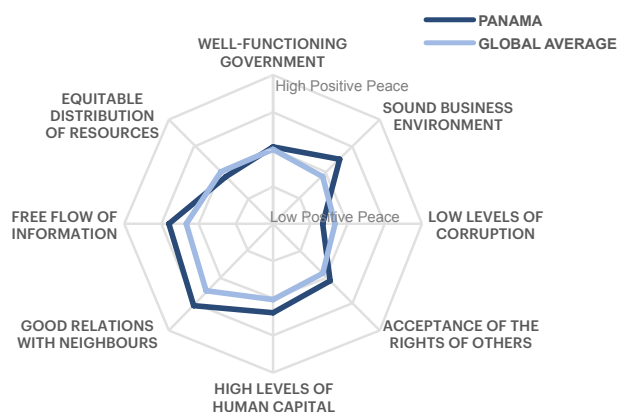 PANAMA
GLOBAL AVERAGE
WELL-FUNCTIONING
GOVERNMENT
High Positive Peace
SOUND BUSINESS
ENVIRONMENT
EQUITABLE
DISTRIBUTION
OF RESOURCES
FREE FLOW OF
INFORMATION
Low Positive Peace
LOW LEVELS OF
CORRUPTION
GOOD RELATIONS
WITH NEIGHBOURS
ACCEPTANCE OF THE
RIGHTS OF OTHERS
HIGH LEVELS OF
HUMAN CAPITAL